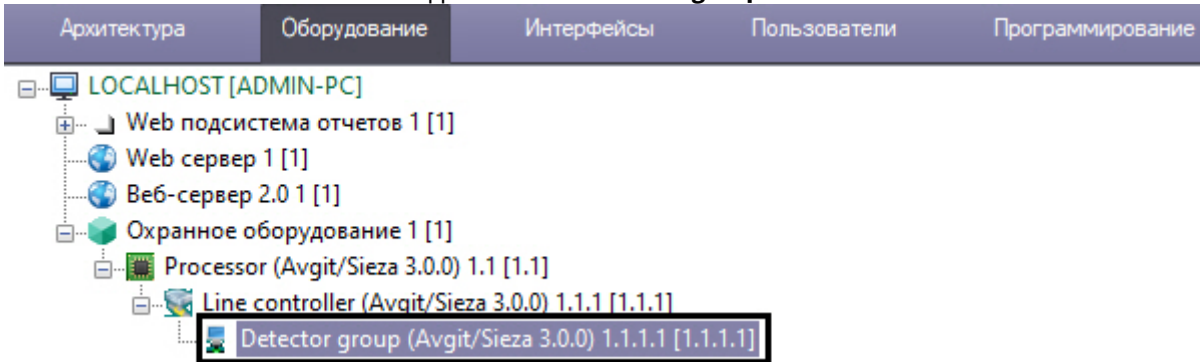 Архитектура Оборудование Интерфейсы Пользователи Программирование
LOCALHOST [ADMIN-PC]
Web подсистема отчетов 1 [1]
Web сервер 1 [1]
Веб-сервер 2.0 1 [1]
Охранное оборудование 1 [1]
Processor (Avgit/Sieza 3.0.0) 1.1 [1.1]
Line controller (Avgit/Sieza 3.0.0) 1.1.1 [1.1.1]
Detector group (Avgit/Sieza 3.0.0) 1.1.1.1 [1.1.1.1]